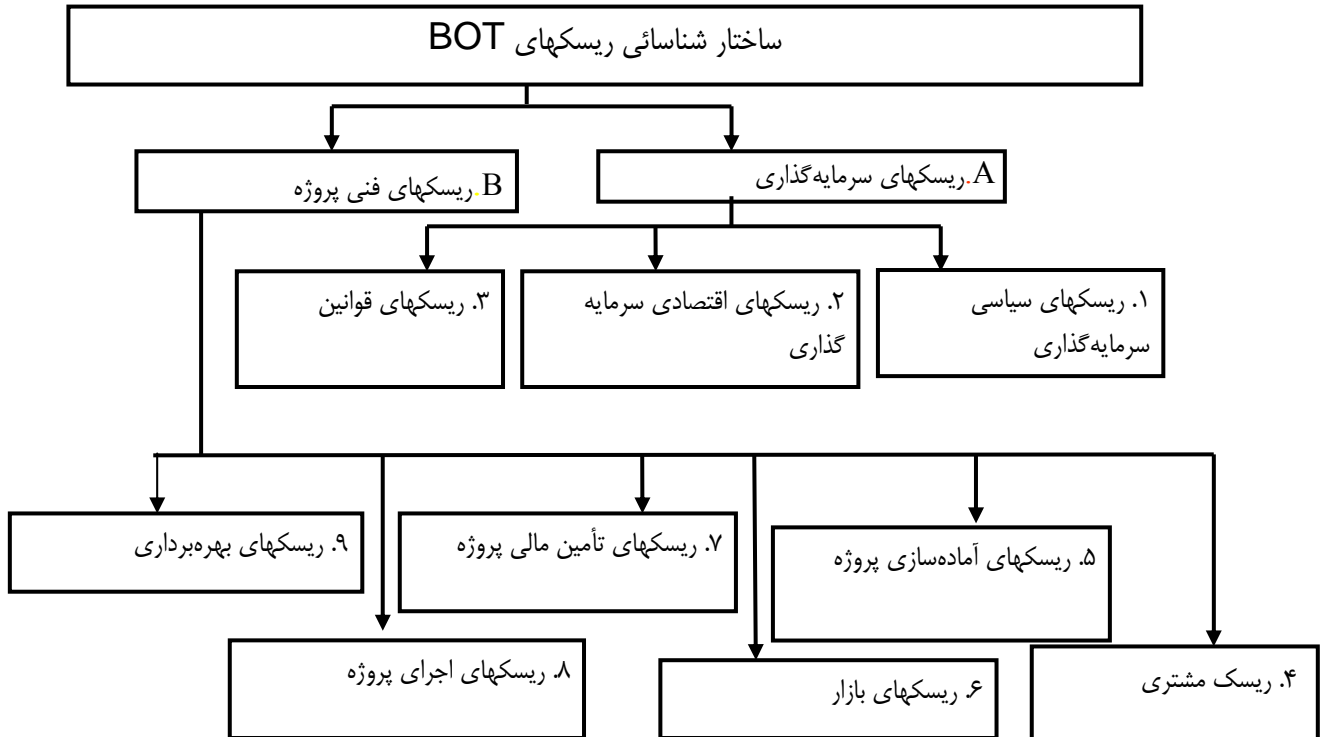 ساختار شناسائی ریسکهای BOT
A.ریسکهای سرمایه‌گذاری
B.ریسکهای فنی پروژه
۱. ریسکهای سیاسی
سرمایه‌گذاری
۲. ریسکهای اقتصادی سرمایه
گذاری
۳. ریسکهای قوانین
۴. ریسک مشتری
۵. ریسکهای آماده‌سازی پروژه
۶. ریسکهای بازار
۷. ریسکهای تأمین مالی پروژه
۸. ریسکهای اجرای پروژه
۹. ریسکهای بهره‌برداری